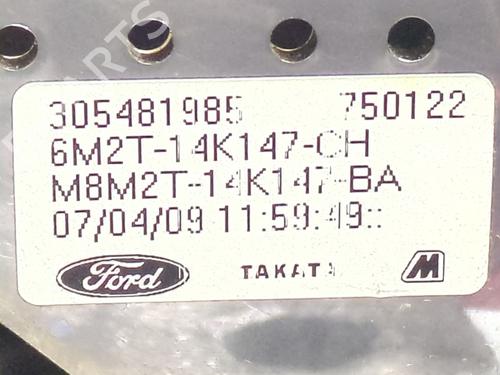 305481985 750122
6M2T-14K147-CH
M8M2T-14K147-BA
07/04/09 11:59:49::
Ford TAKATA M